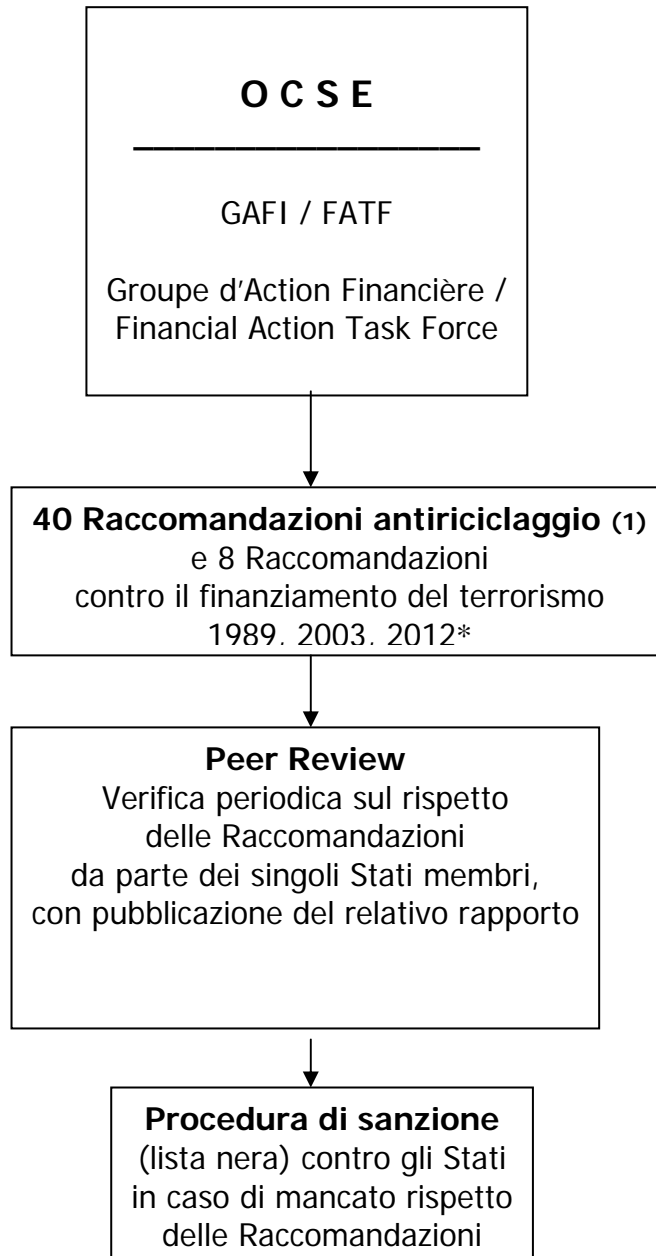 O C S E
GAFI / FATF
Groupe d’Action Financière /
Financial Action Task Force
40 Raccomandazioni antiriciclaggio (1)
e 8 Raccomandazioni
contro il finanziamento del terrorismo
1989, 2003, 2012*
Peer Review
Verifica periodica sul rispetto
delle Raccomandazioni
da parte dei singoli Stati membri,
con pubblicazione del relativo rapporto
Procedura di sanzione
(lista nera) contro gli Stati
in caso di mancato rispetto
delle Raccomandazioni